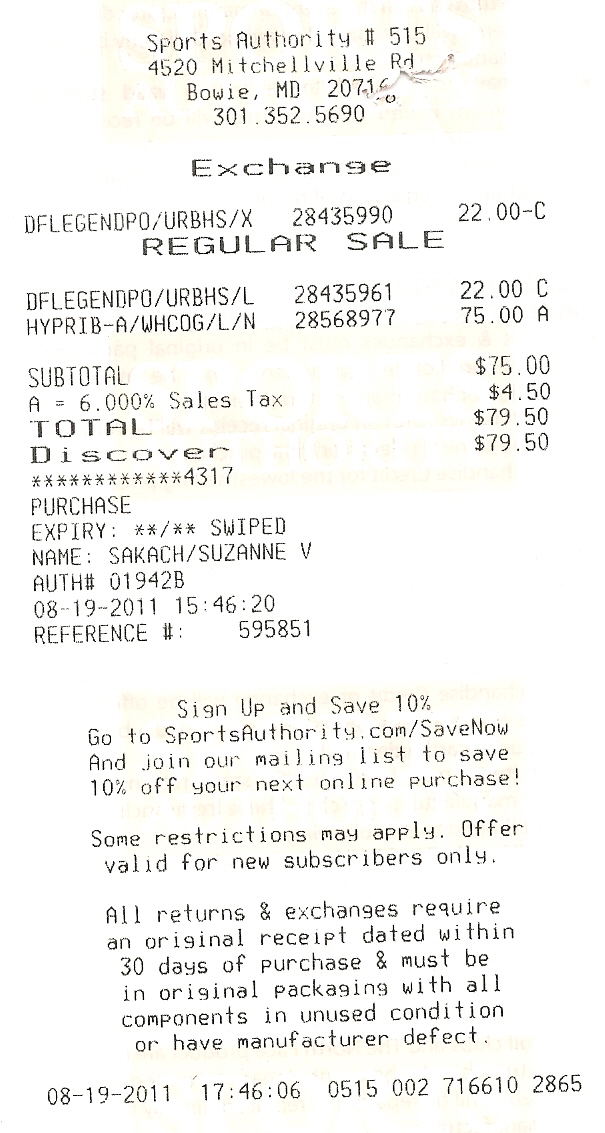 Sports Authority # 515
4520 Mitchellville Rd
Bowie, MD 20716
301.352.5690
Exchange
DFLEGENDPO/URBHS/X 28435990 22.00-C
REGULAR SALE
DFLEGENDPO/URBHS/L 28435961 22.00 C
HYPRIB-A/WHCOG/L/N 28568977 75.00 A
SUBTOTAL $75.00
A = 6.000% Sales Tax $4.50
TOTAL $79.50
Discover $79.50
************4317
PURCHASE
EXPIRY: **/** SWIPED
NAME: SAKACH/SUZANNE V
AUTH# 01942B
08-19-2011 15:46:20
REFERENCE #: 595851
Sign Up and Save 10%
Go to SportsAuthority.com/SaveNow
And join our mailing list to save
10% off your next online purchase!
Some restrictions may apply. Offer
valid for new subscribers only.
All returns & exchanges require
an original receipt dated within
30 days of purchase & must be
in original packaging with all
components in unused condition
or have manufacturer defect.
08-19-2011 17:46:06 0515 002 716610 2865